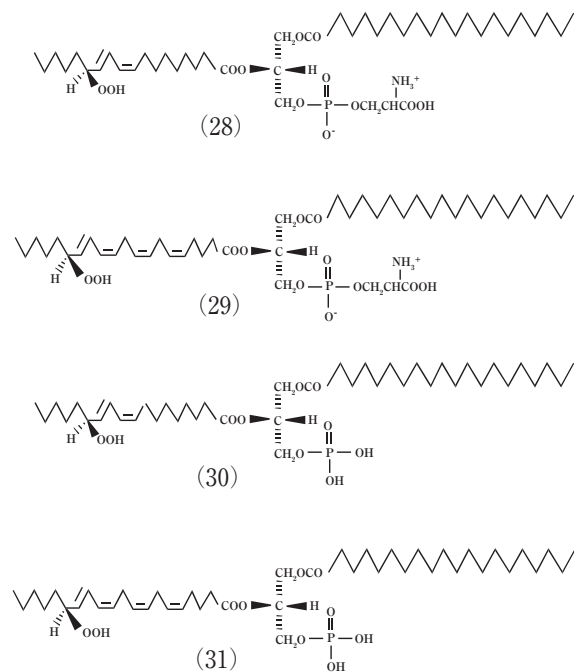 CH₂OCO
O
NH₃⁺
COO C H
H OOH
CH₂O P OCH₂CHCOOH
O⁻
(28)
CH₂OCO
COO C H
O
NH₃⁺
H OOH
CH₂O P OCH₂CHCOOH
O⁻
(29)
CH₂OCO
COO C H
O
H OOH
CH₂O P OH
OH
(30)
CH₂OCO
COO C H
O
H OOH
CH₂O P OH
OH
(31)